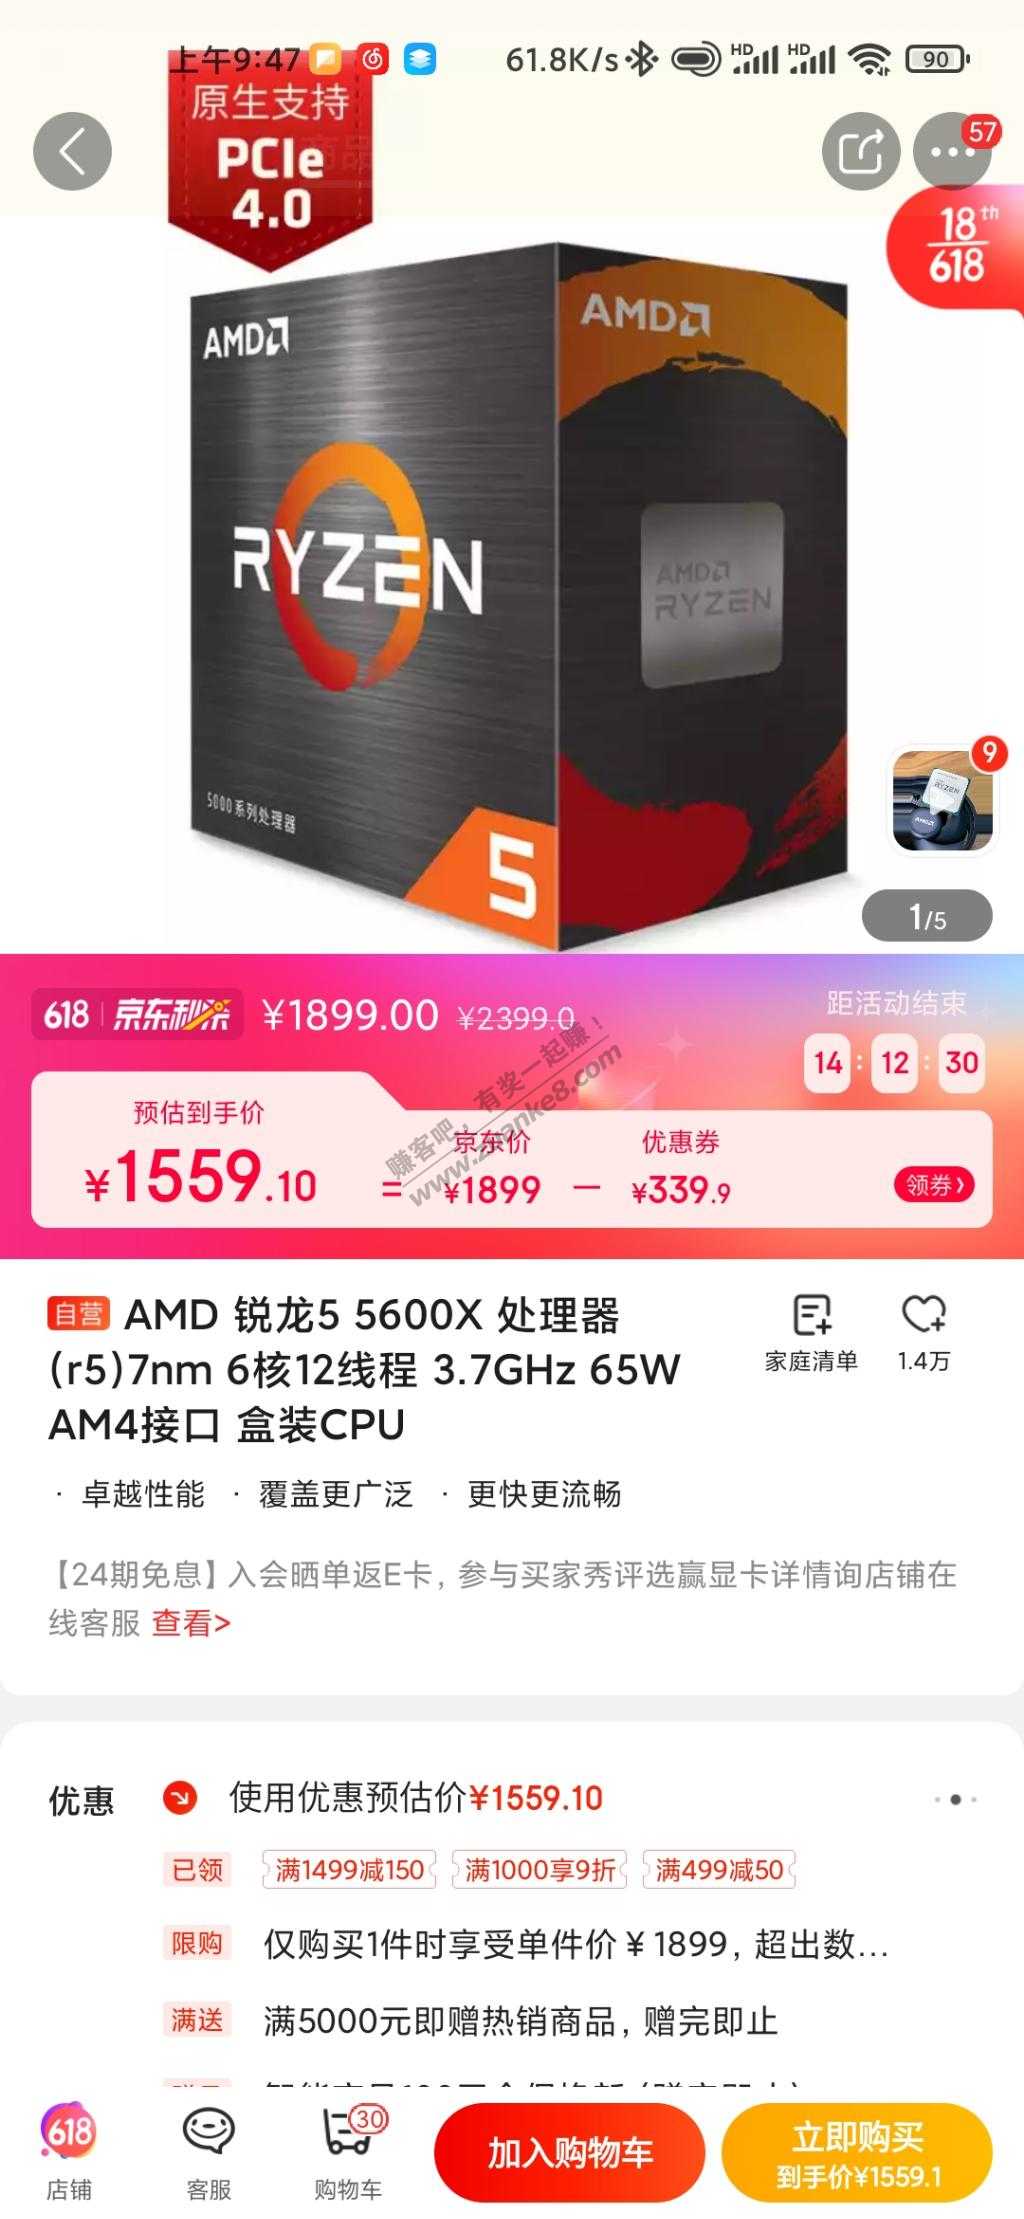 上午9:47
61.8K/s
HD
HD
90
原生支持
PCIe
4.0
57
18th
618
AMD
AMD
RYZEN
AMD
RYZEN
5000系列处理器
5
9
1/5
618 京东秒杀 ¥1899.00 ¥2399.0
距活动结束
14 : 12 : 30
预估到手价
¥1559.10
=
京东价
¥1899
—
优惠券
¥339.9
领券>
赚客吧,有奖一起赚!
www.zhuanke8.com
自营 AMD 锐龙5 5600X 处理器
(r5)7nm 6核12线程 3.7GHz 65W
AM4接口 盒装CPU
家庭清单
1.4万
· 卓越性能 · 覆盖更广泛 · 更快更流畅
【24期免息】入会晒单返E卡, 参与买家秀评选赢显卡详情询店铺在
线客服 查看>
优惠
使用优惠预估价¥1559.10
已领 满1499减150 满1000享9折 满499减50
限购 仅购买1件时享受单件价¥1899, 超出数...
满送 满5000元即赠热销商品, 赠完即止
618
店铺
客服
30
购物车
加入购物车
立即购买
到手价¥1559.1